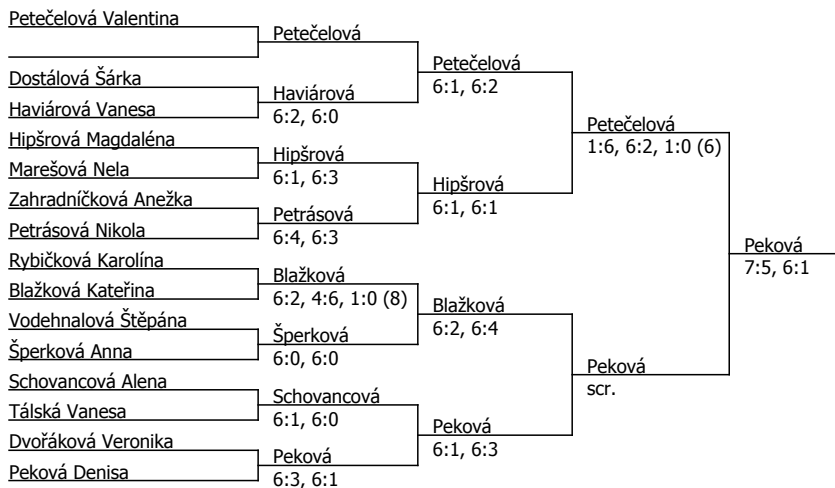 Petečelová Valentina
Dostálová Šárka
Haviárová Vanesa
Hipšrová Magdaléna
Marešová Nela
Zahradníčková Anežka
Petrásová Nikola
Rybičková Karolína
Blažková Kateřina
Vodehnalová Štěpána
Šperková Anna
Schovancová Alena
Tálská Vanesa
Dvořáková Veronika
Peková Denisa
Petečelová
Haviárová
6:2, 6:0
Hipšrová
6:1, 6:3
Petrásová
6:4, 6:3
Blažková
6:2, 4:6, 1:0 (8)
Šperková
6:0, 6:0
Schovancová
6:1, 6:0
Peková
6:3, 6:1
Petečelová
6:1, 6:2
Hipšrová
6:1, 6:1
Blažková
6:2, 6:4
Peková
6:1, 6:3
Petečelová
1:6, 6:2, 1:0 (6)
Peková
scr.
Peková
7:5, 6:1